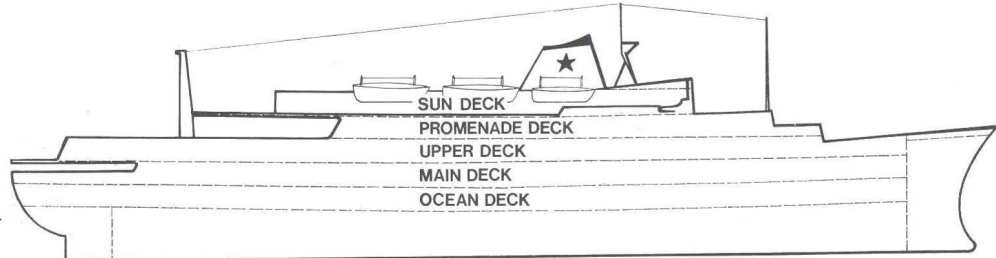 SUN DECK
PROMENADE DECK
UPPER DECK
MAIN DECK
OCEAN DECK